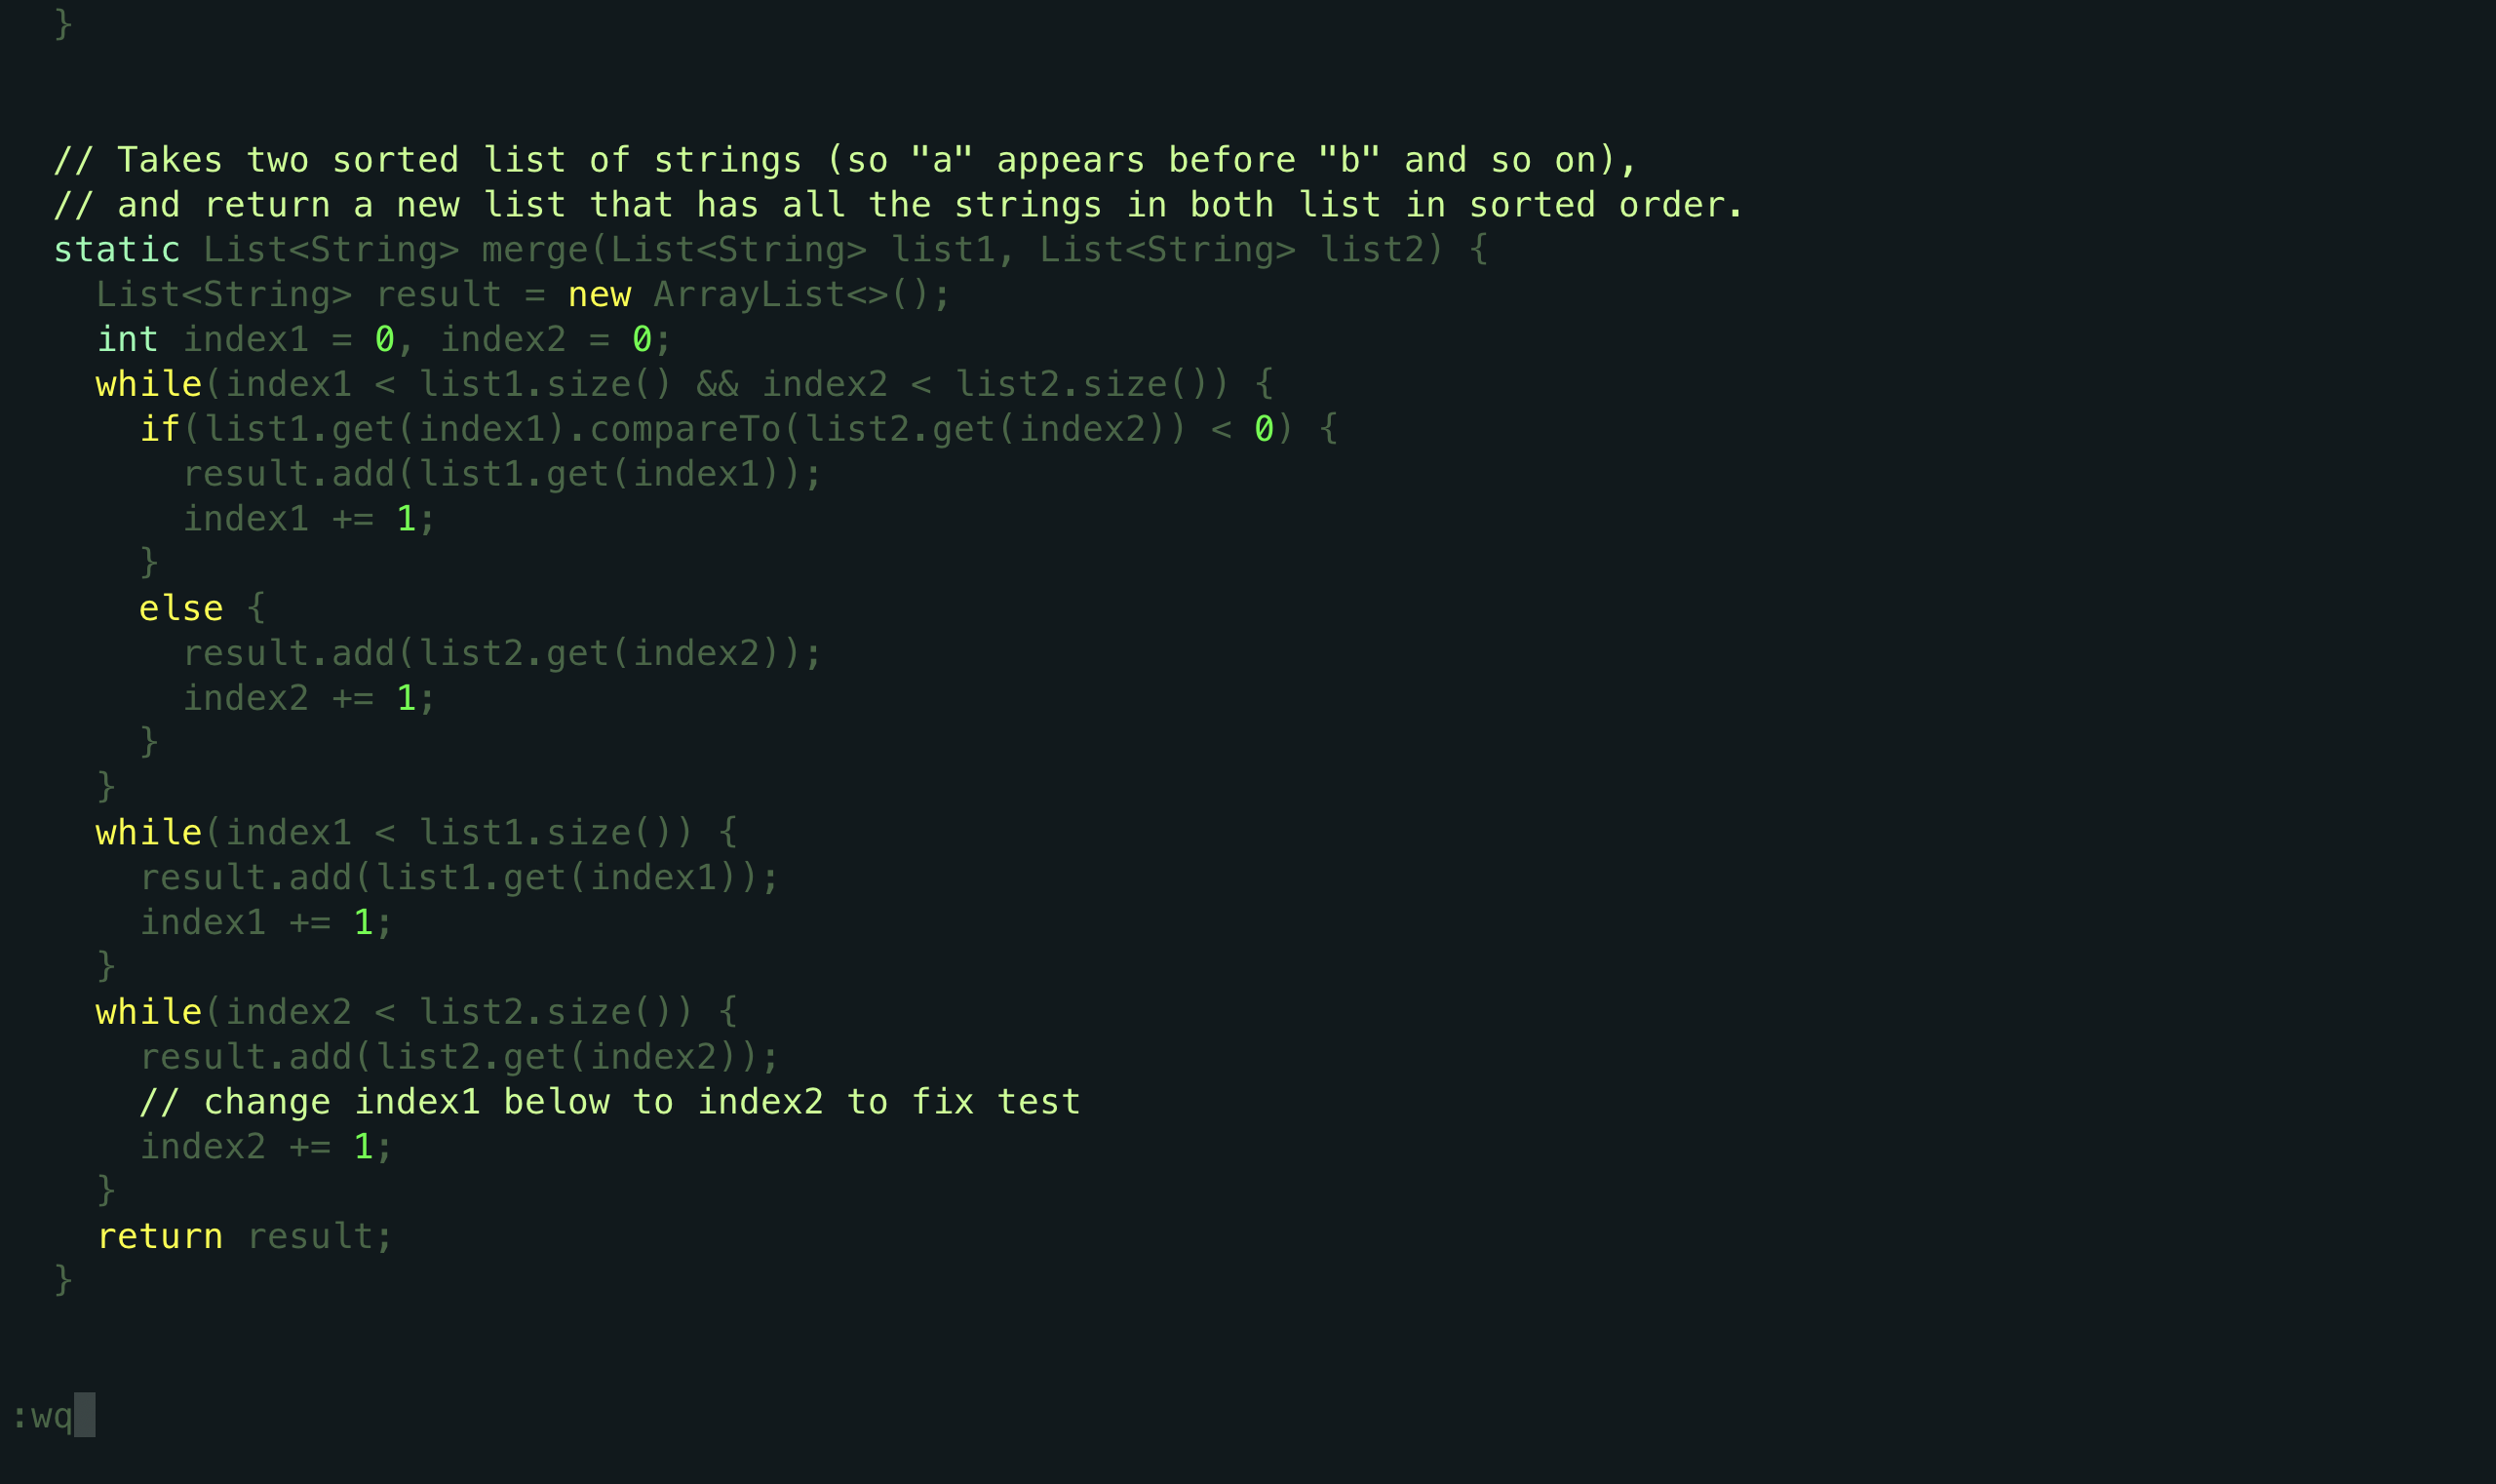 }
// Takes two sorted list of strings (so "a" appears before "b" and so on),
// and return a new list that has all the strings in both list in sorted order.
static List<String> merge(List<String> list1, List<String> list2) {
  List<String> result = new ArrayList<>();
  int index1 = 0, index2 = 0;
  while(index1 < list1.size() && index2 < list2.size()) {
    if(list1.get(index1).compareTo(list2.get(index2)) < 0) {
      result.add(list1.get(index1));
      index1 += 1;
    }
    else {
      result.add(list2.get(index2));
      index2 += 1;
    }
  }
  while(index1 < list1.size()) {
    result.add(list1.get(index1));
    index1 += 1;
  }
  while(index2 < list2.size()) {
    result.add(list2.get(index2));
    // change index1 below to index2 to fix test
    index2 += 1;
  }
  return result;
}
:wq